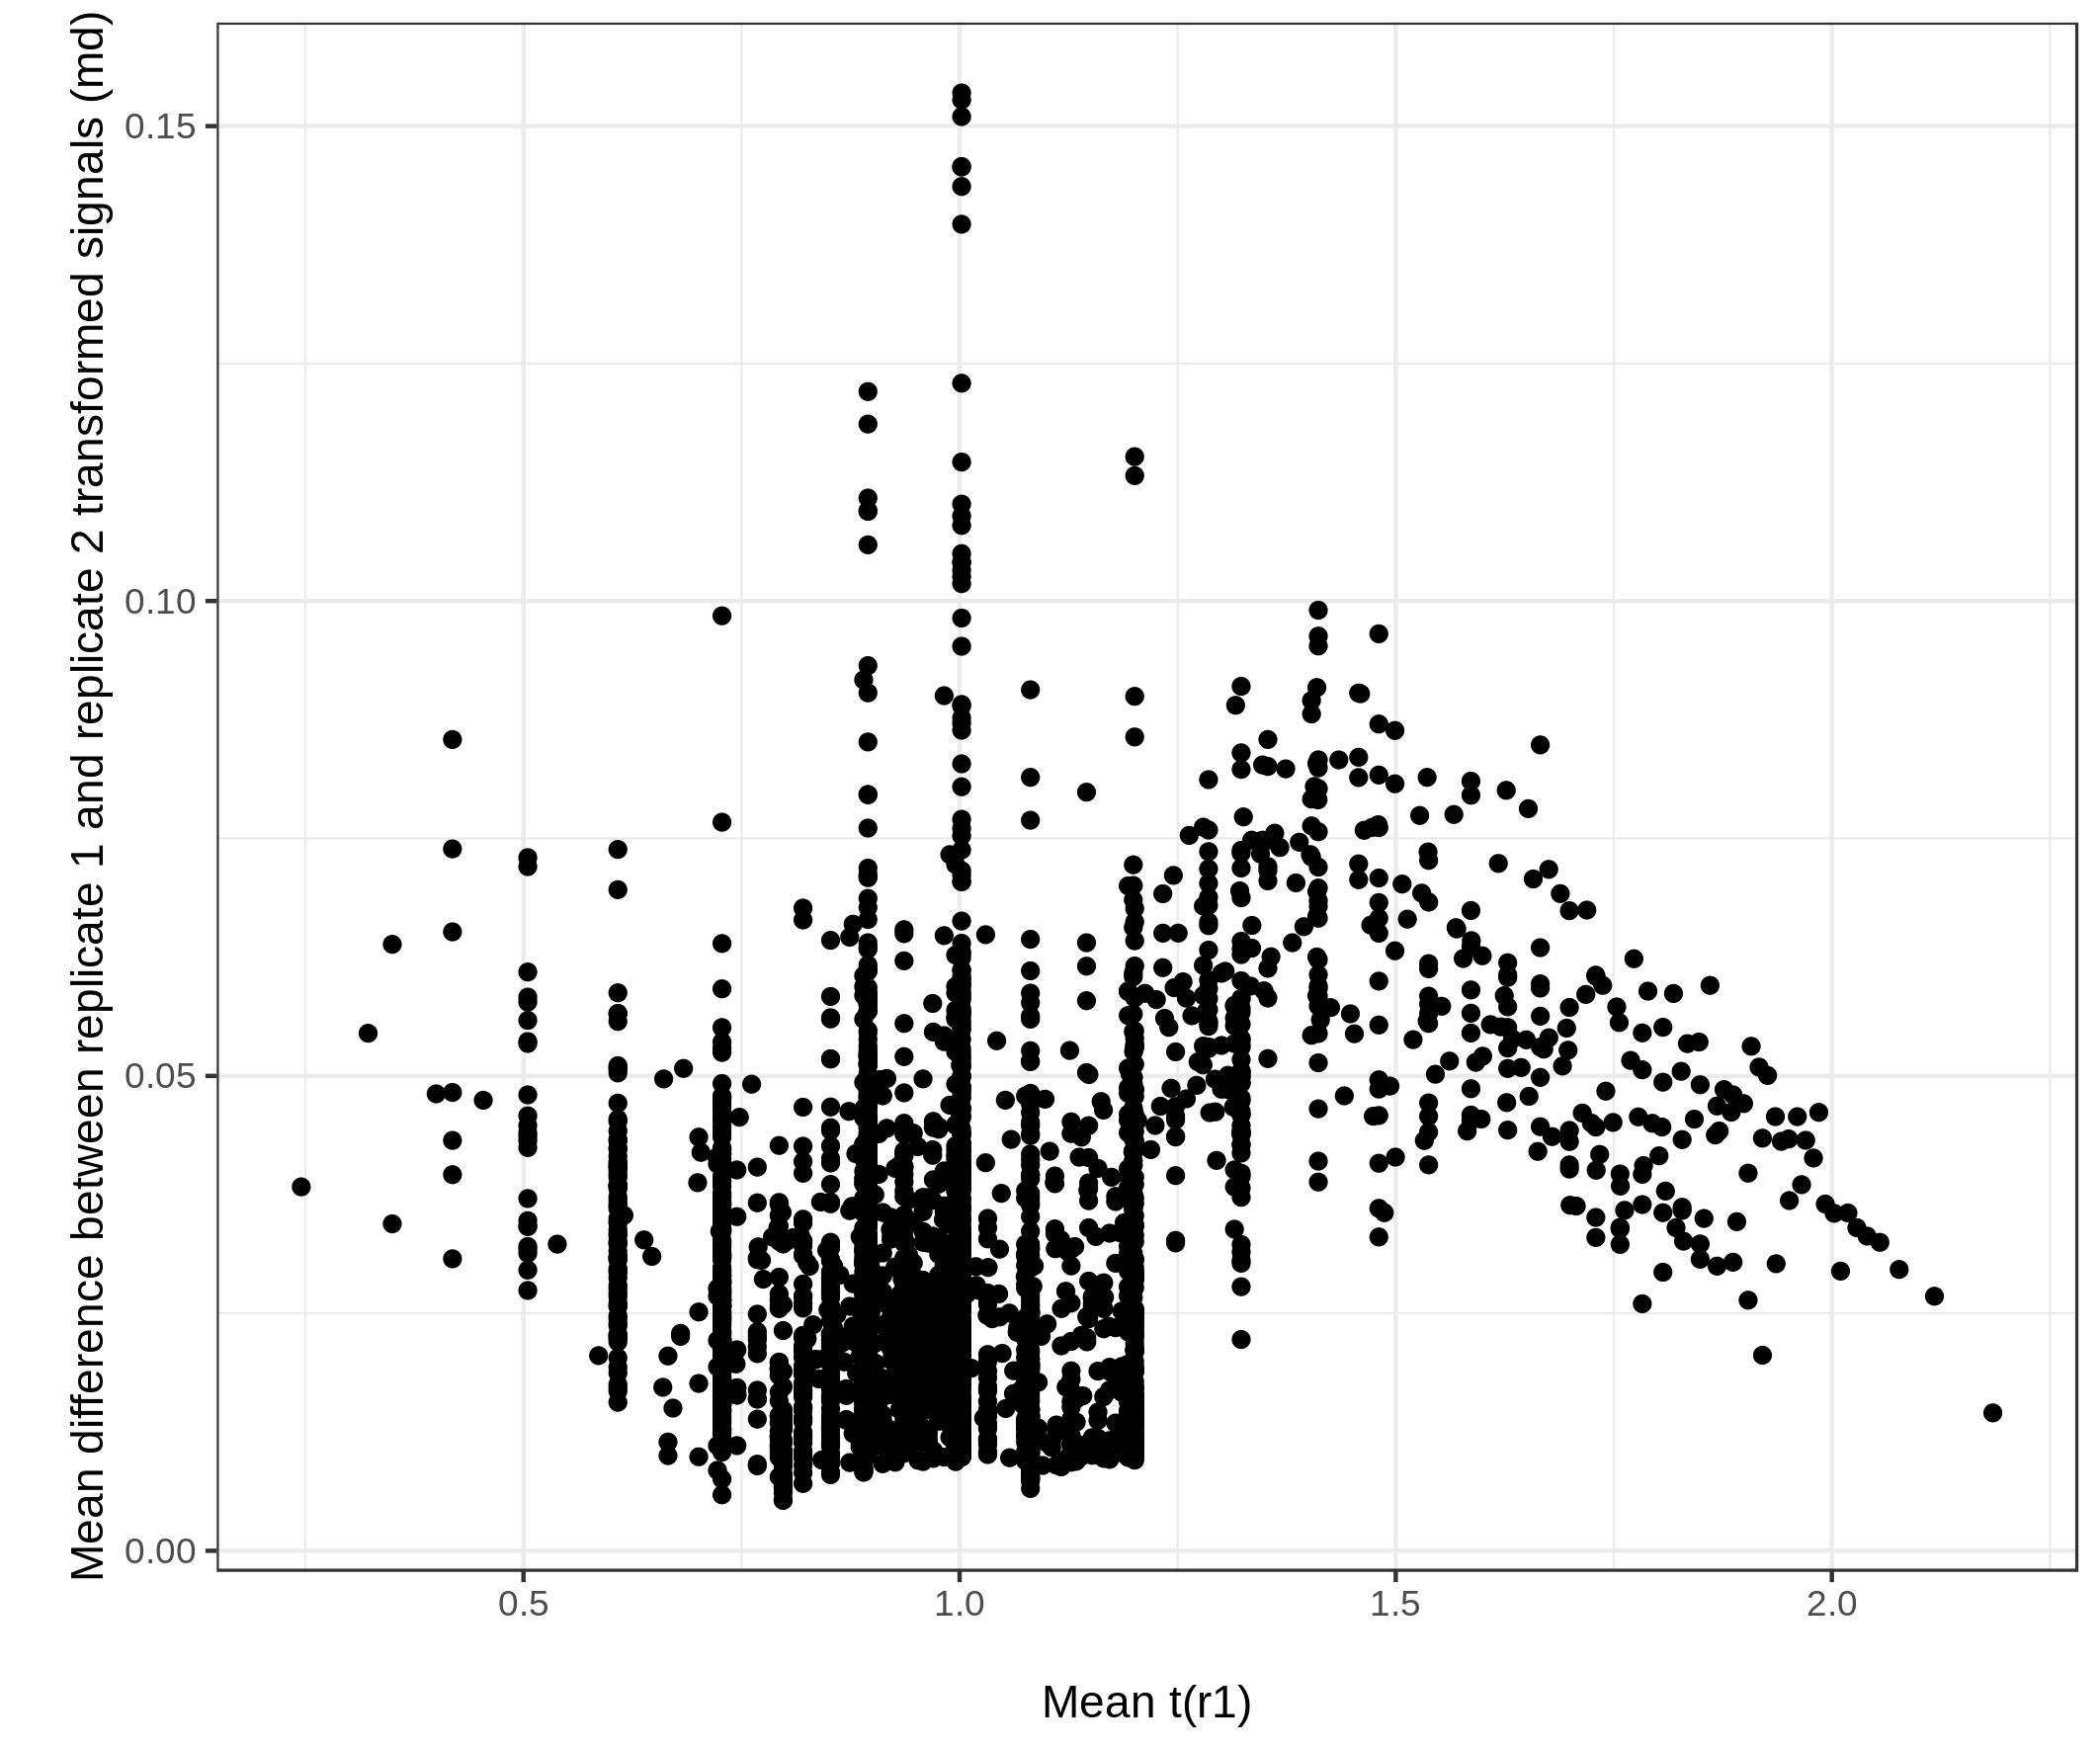 Mean difference between replicate 1 and replicate 2 transformed signals (md)
0.15
0.10
0.05
0.00
0.5 1.0 1.5 2.0
Mean t(r1)